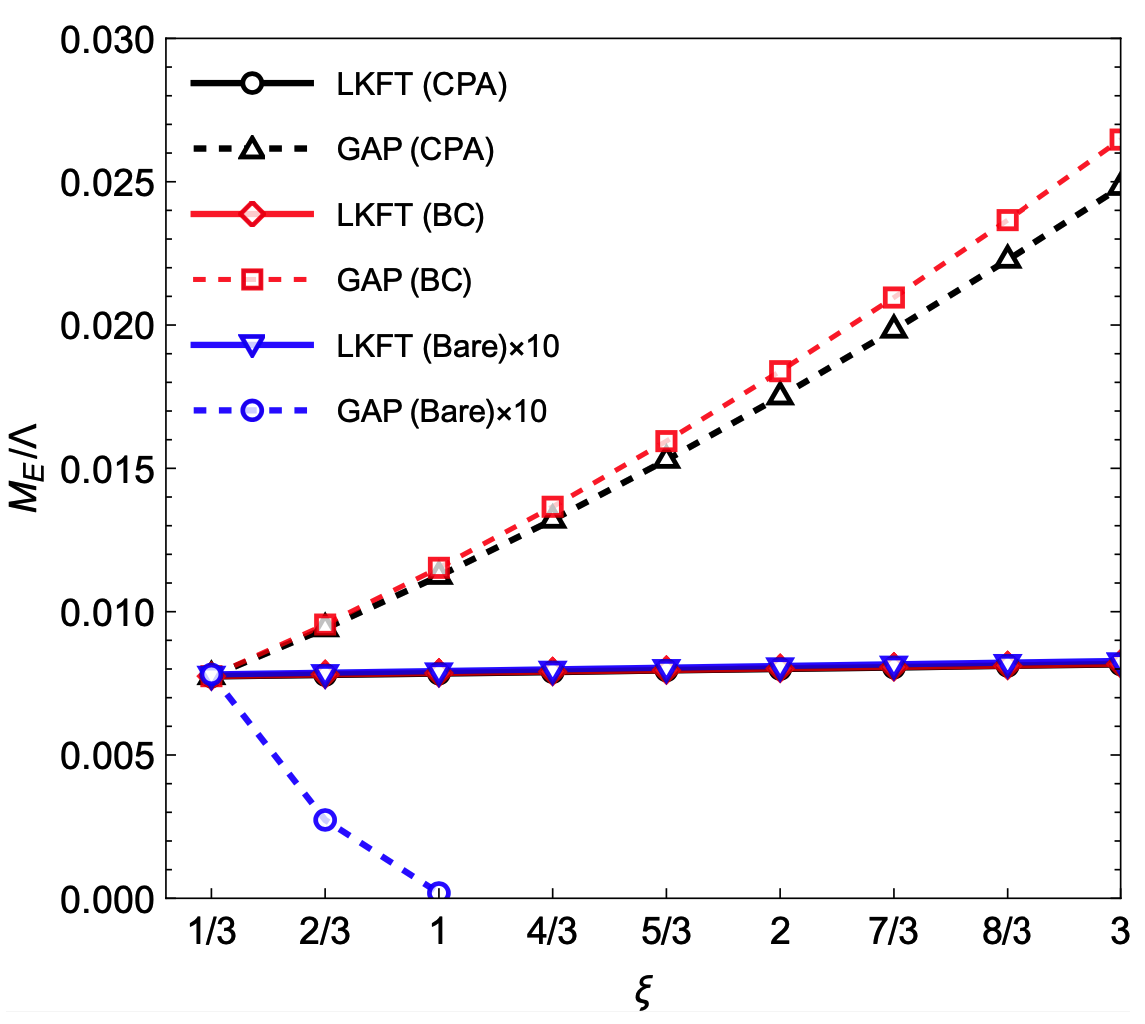 0.030
0.025
0.020
0.015
0.010
0.005
0.000
M_E/Λ
LKFT (CPA)
GAP (CPA)
LKFT (BC)
GAP (BC)
LKFT (Bare)×10
GAP (Bare)×10
1/3 2/3 1 4/3 5/3 2 7/3 8/3 3
ξ